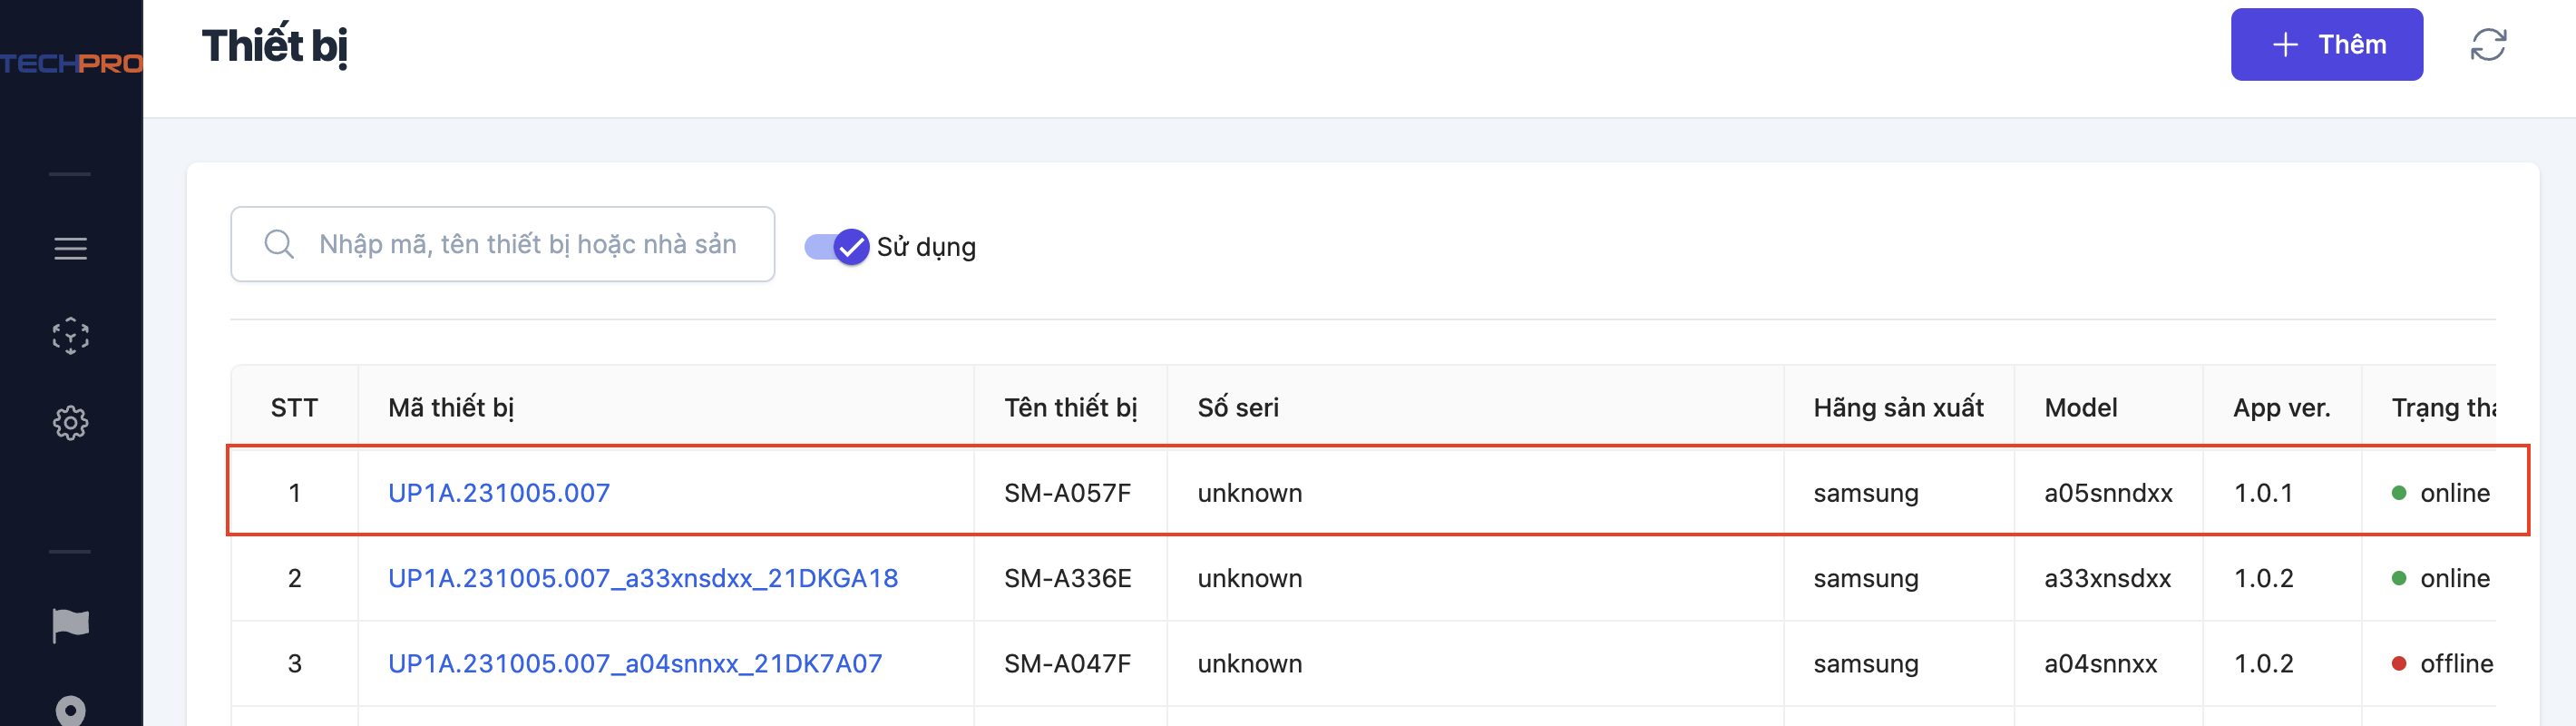 TECHPRO
Thiết bị
Thêm
Nhập mã, tên thiết bị hoặc nhà sản
Sử dụng
STT Mã thiết bị Tên thiết bị Số seri Hãng sản xuất Model App ver. Trạng thá
1 UP1A.231005.007 SM-A057F unknown samsung a05snndxx 1.0.1 online
2 UP1A.231005.007_a33xnsdxx_21DKGA18 SM-A336E unknown samsung a33xnsdxx 1.0.2 online
3 UP1A.231005.007_a04snnxx_21DK7A07 SM-A047F unknown samsung a04snnxx 1.0.2 offline